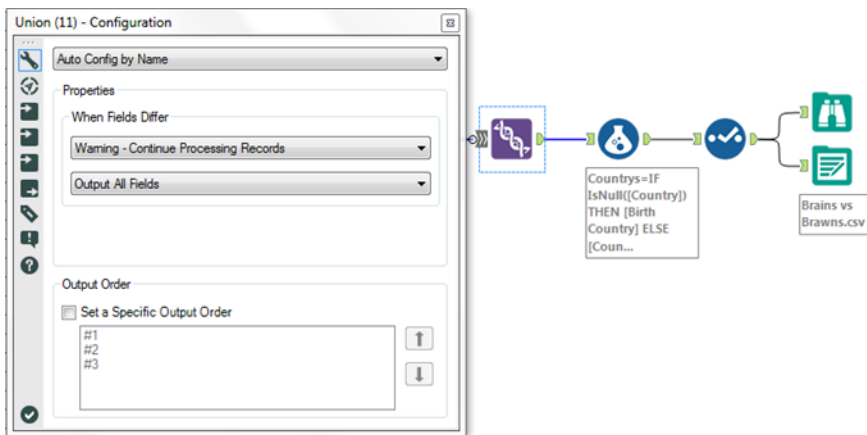 Union (11) - Configuration
Auto Config by Name
Properties
When Fields Differ
Warning - Continue Processing Records
Output All Fields
Output Order
Set a Specific Output Order
#1
#2
#3
Countrys=IF
IsNull([Country])
THEN [Birth
Country] ELSE
[Coun...
Brains vs
Brawns.csv